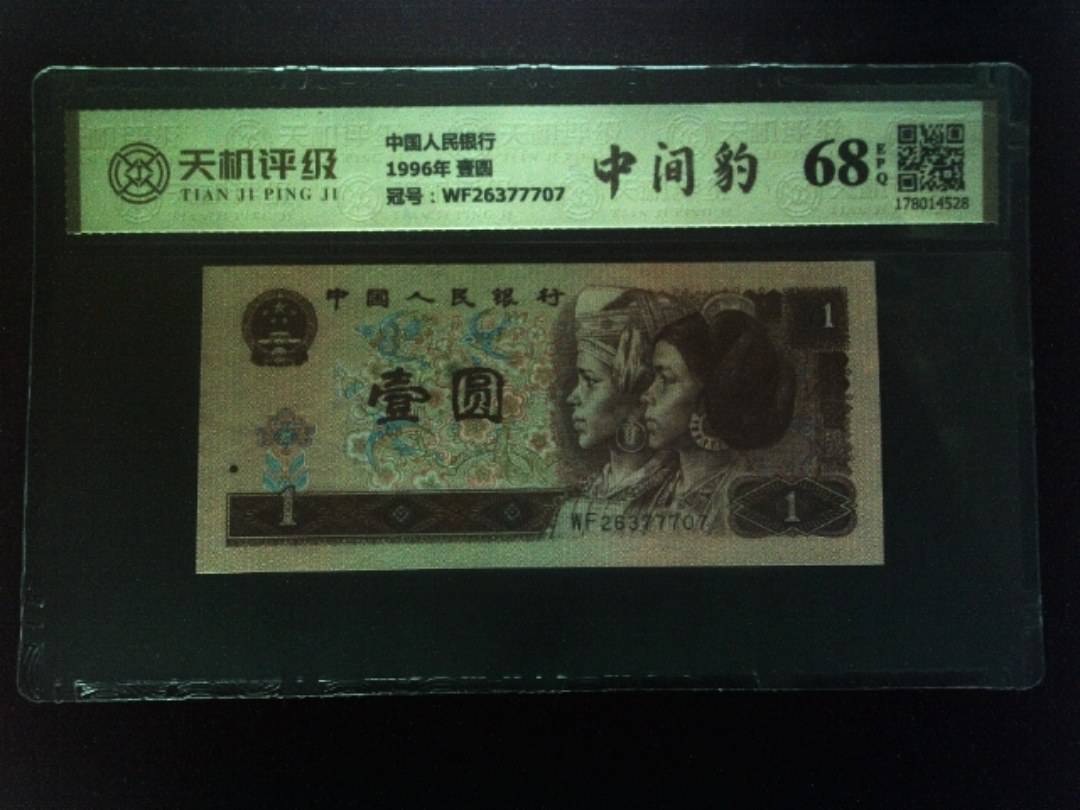 天机评级
TIAN JI PING JI
中国人民银行
1996年 壹圆
冠号：WF26377707
中间豹
68
EPQ
178014528
中国人民银行
1
壹圆
1
WF26377707
1